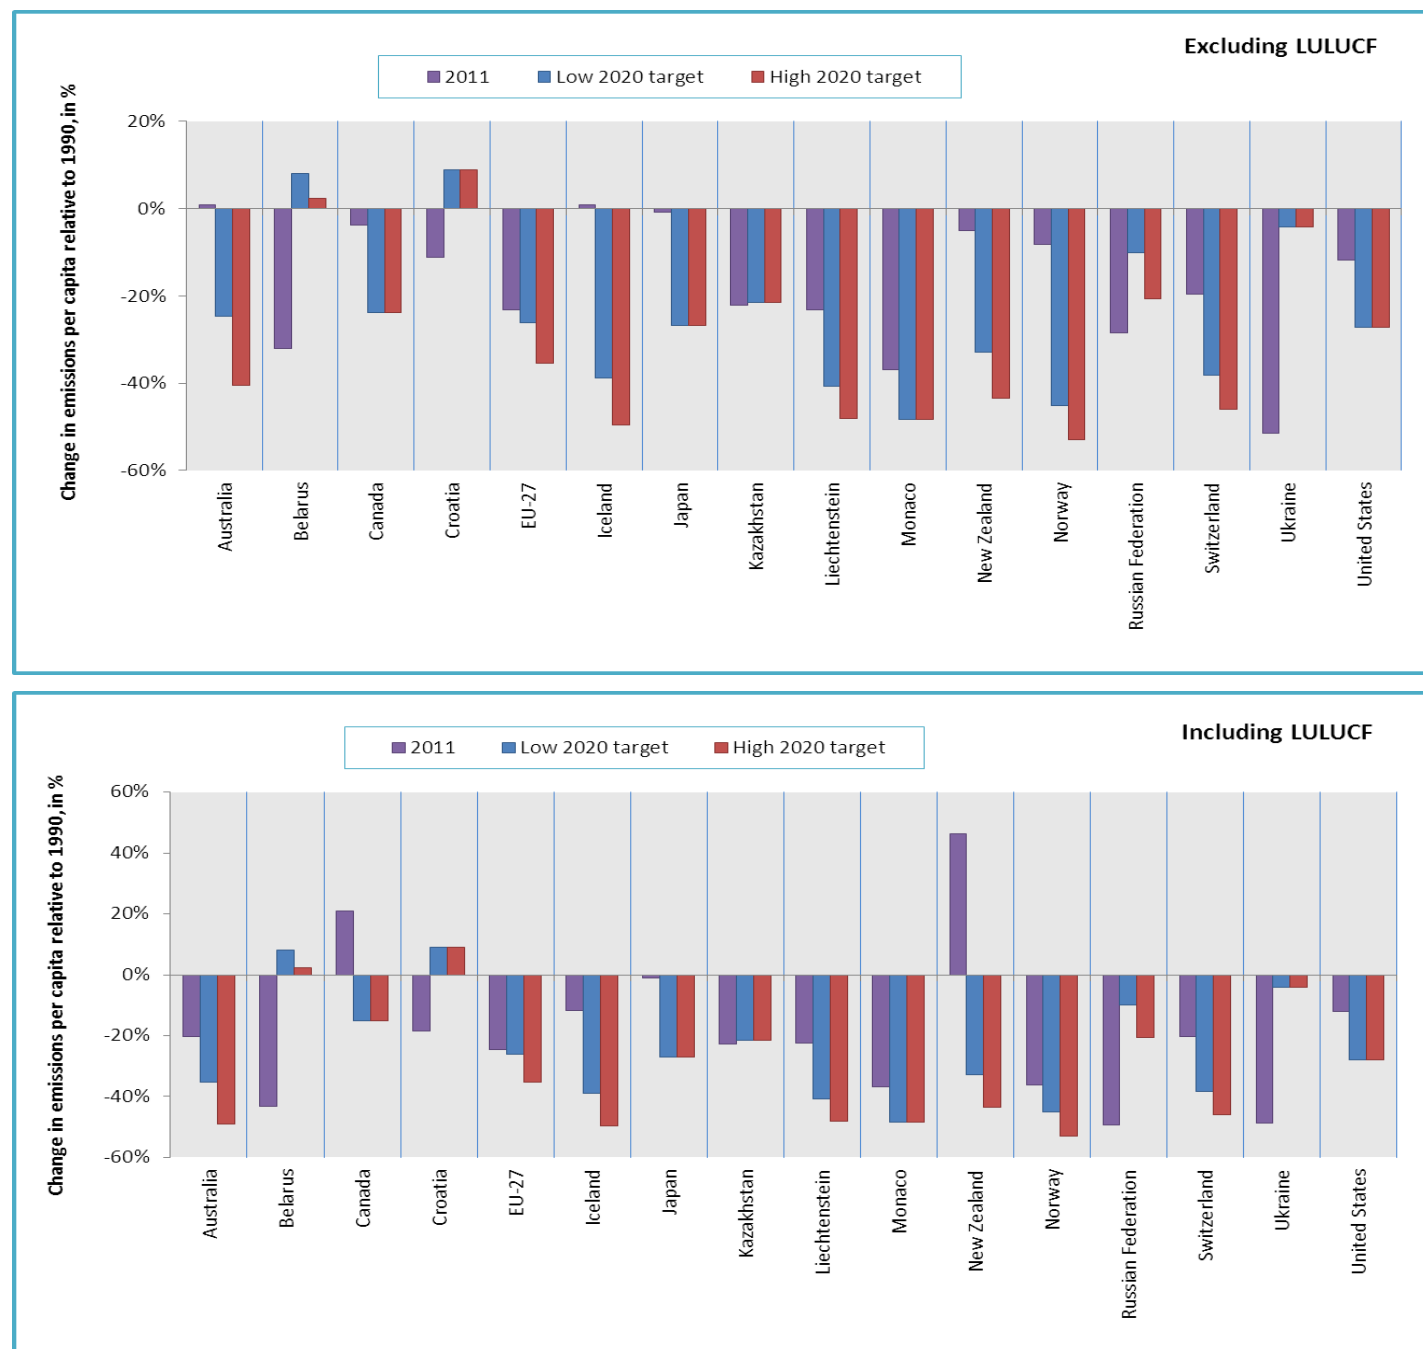 Excluding LULUCF
2011 Low 2020 target High 2020 target
Change in emissions per capita relative to 1990, in %
20%
0%
-20%
-40%
-60%
Australia
Belarus
Canada
Croatia
EU-27
Iceland
Japan
Kazakhstan
Liechtenstein
Monaco
New Zealand
Norway
Russian Federation
Switzerland
Ukraine
United States
Including LULUCF
2011 Low 2020 target High 2020 target
Change in emissions per capita relative to 1990, in %
60%
40%
20%
0%
-20%
-40%
-60%
Australia
Belarus
Canada
Croatia
EU-27
Iceland
Japan
Kazakhstan
Liechtenstein
Monaco
New Zealand
Norway
Russian Federation
Switzerland
Ukraine
United States